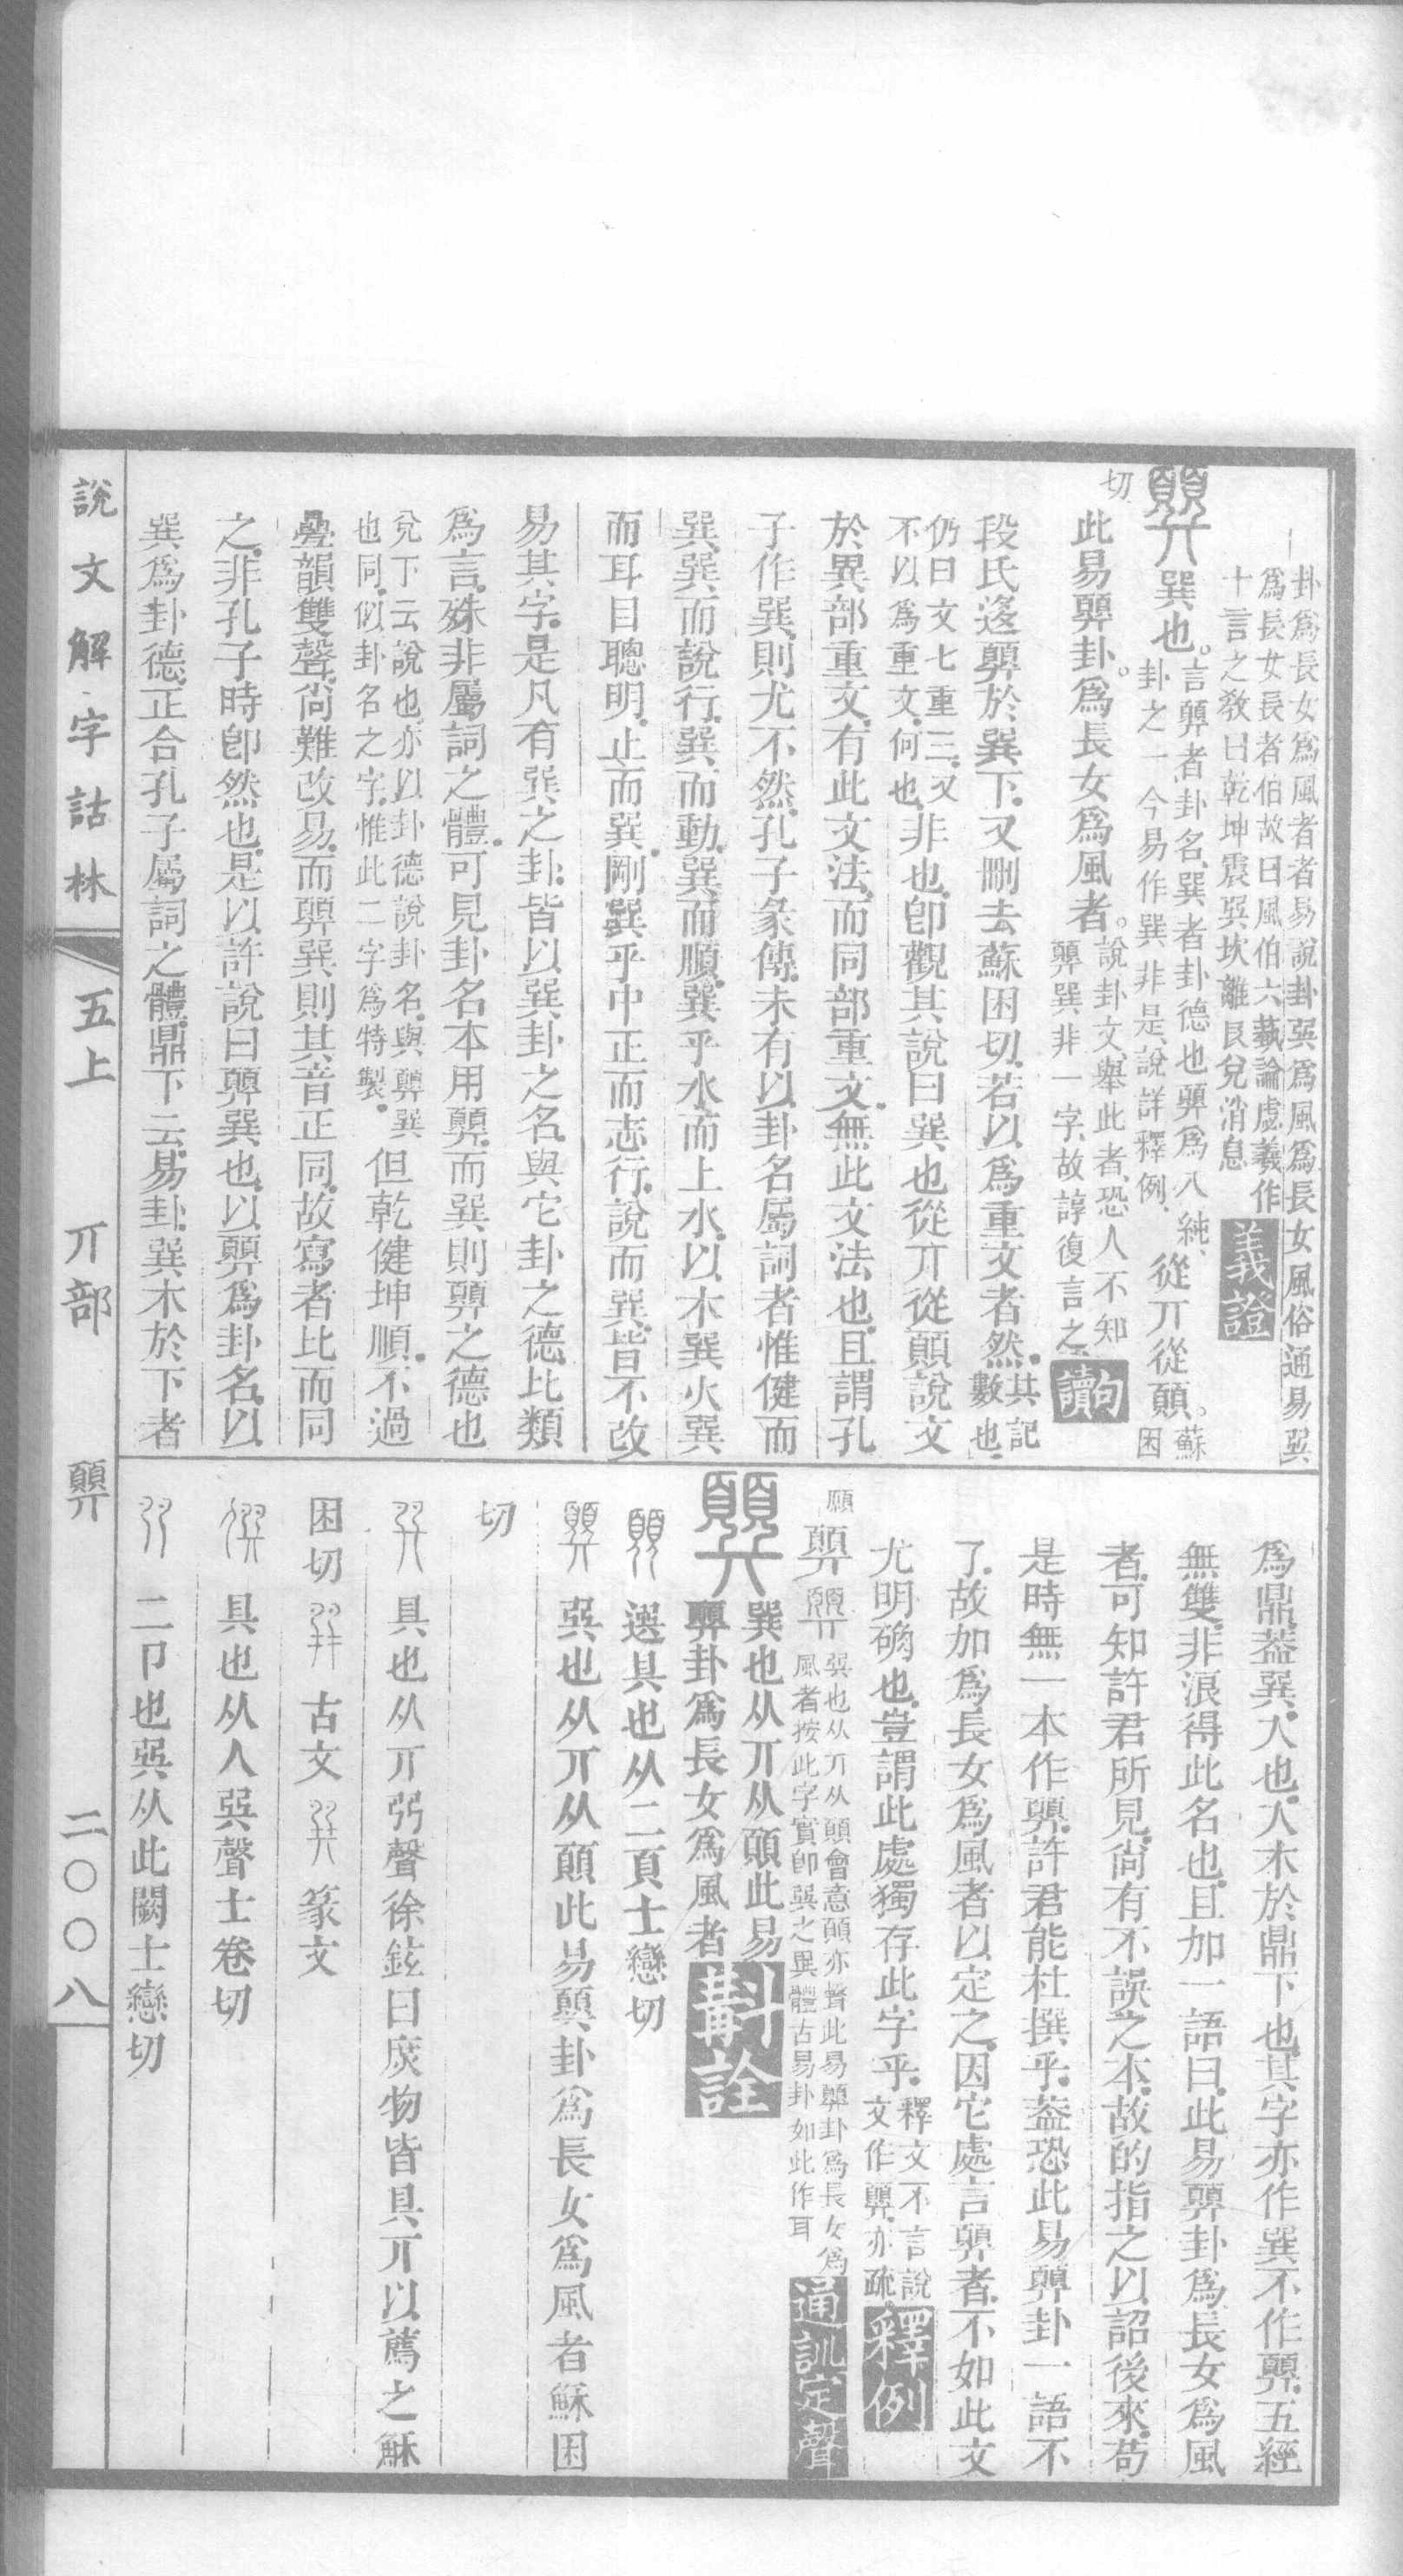 卦爲長女爲風者者易說卦巽爲風爲長女風俗通易巽
爲長女長者伯故曰風伯六藝論虙羲作
十言之敎曰乾坤震巽坎離艮兌消息
義證
巽也。
言顨者卦名、巽者卦德也顨爲八純、
卦之一今易作巽非是、說詳釋例、
從丌從䪱。
蘇困
切
此易顨卦。爲長女爲風者。
說卦文、舉此者、恐人不知
顨巽非一字、故諄復言之
句讀
段氏迻顨於巽下又刪去蘇困切若以爲重文者然
其記數也
仍曰文七重三又
不以爲重文何也
非也卽觀其說曰巽也從丌從䪱說文
於異部重文有此文法而同部重文無此文法也且謂孔
子作巽則尤不然孔子彖傳未有以卦名屬詞者惟健而
巽巽而說行巽而動巽而順巽乎水而上水以木巽火巽
而耳目聰明止而巽剛巽乎中正而志行說而巽皆不改
易其字是凡有巽之卦皆以巽卦之名與它卦之德比類
爲言殊非屬詞之體可見卦名本用顨而巽則顨之德也
兌下云說也亦以卦德說卦名與顨巽
也同似卦名之字惟此二字爲特製
但乾健坤順不過
疊韻雙聲尙難改易而顨巽則其音正同故寫者比而同
之非孔子時卽然也是以許說曰顨巽也以顨爲卦名以
巽爲卦德正合孔子屬詞之體鼎下云易卦巽木於下者
爲鼎葢巽入也入木於鼎下也其字亦作巽不作顨五經
無雙非浪得此名也且加一語曰此易顨卦爲長女爲風
者可知許君所見尙有不誤之本故的指之以詔後來苟
是時無一本作顨許君能杜撰乎葢恐此易顨卦一語不
了故加爲長女爲風者以定之因它處言顨者不如此文
尤明确也豈謂此處獨存此字乎
釋文不言說
文作顨亦疏
釋例
願
顨
巽也从丌从䪱會意䪱亦聲此易顨卦爲長女爲
風者按此字實卽巽之異體古易卦如此作耳
通訓定聲
巽也从丌从䪱此易
顨卦爲長女爲風者
斠詮
選具也从二頁士戀切
巽也从丌从䪱此易顨卦爲長女爲風者穌困
切
具也从丌𢀳聲徐鉉曰庶物皆具丌以薦之穌
困切
古文
篆文
具也从人巽聲士卷切
二卪也巽从此闕士戀切
說文解字詁林
五上
丌部
顨
二〇〇八